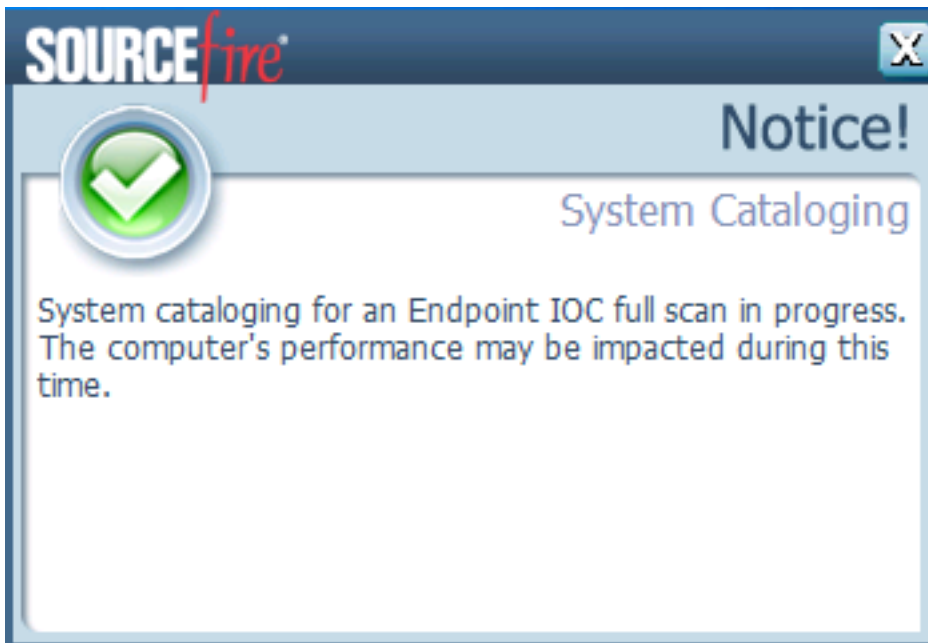 SOURCEfire®
X
Notice!
System Cataloging
System cataloging for an Endpoint IOC full scan in progress.
The computer's performance may be impacted during this
time.